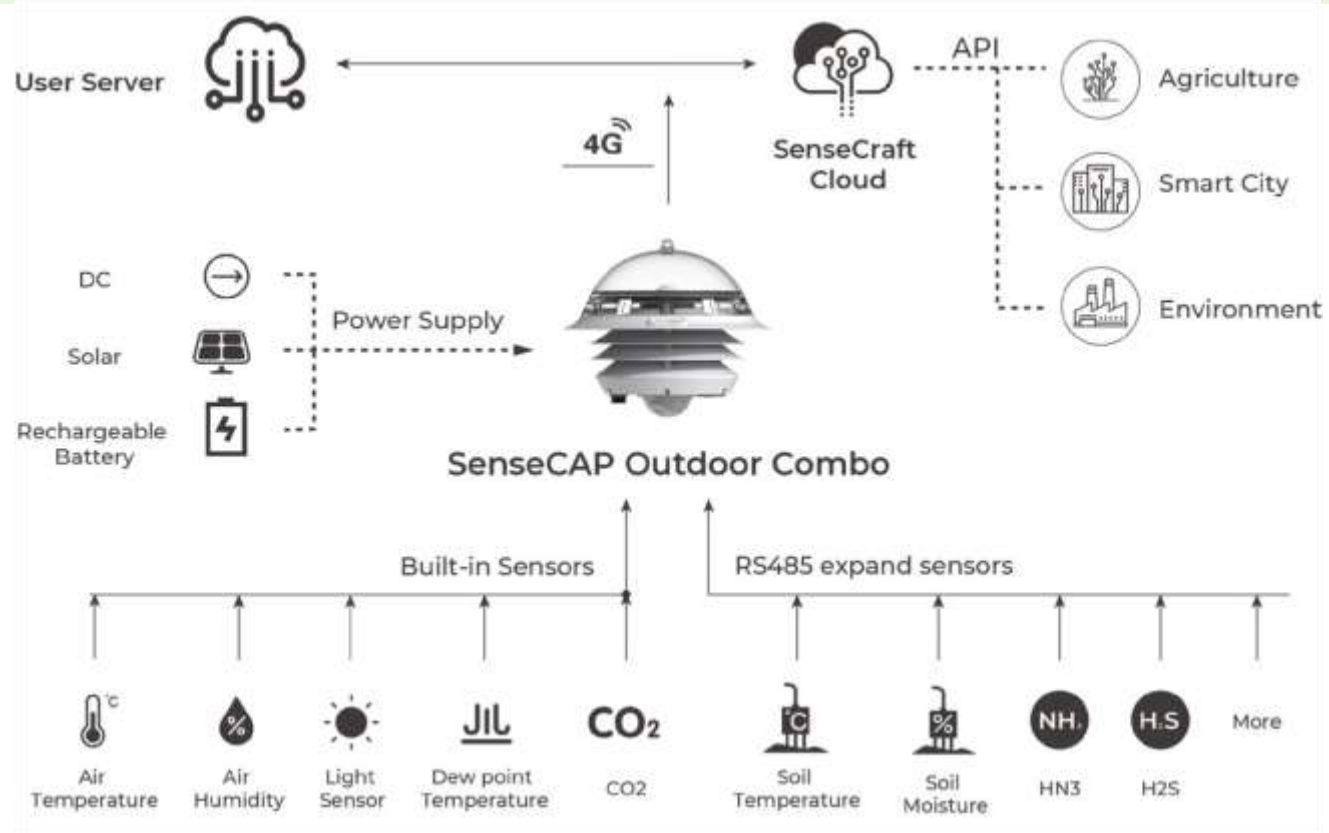 User Server
API
Agriculture
4G
SenseCraft
Cloud
Smart City
DC
Power Supply
Environment
Solar
Rechargeable
Battery
SenseCAP Outdoor Combo
Built-in Sensors
RS485 expand sensors
°C
%
CO2
°C
%
NH₃
H₂S
More
Air
Temperature
Air
Humidity
Light
Sensor
Dew point
Temperature
CO2
Soil
Temperature
Soil
Moisture
HN3
H2S